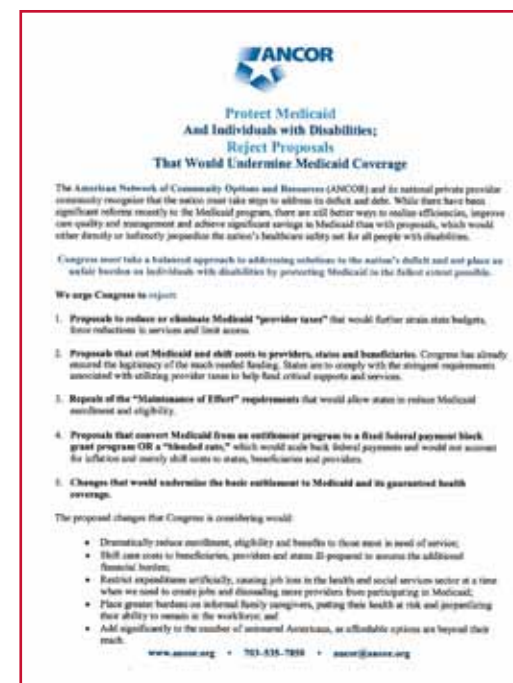 ANCOR
Protect Medicaid
And Individuals with Disabilities;
Reject Proposals
That Would Undermine Medicaid Coverage
The American Network of Community Options and Resources (ANCOR) and its national private provider
community recognize that the nation must take steps to address its deficit and debt. While there have been
significant reforms recently to the Medicaid program, there are still better ways to realize efficiencies, improve
care quality and management and achieve significant savings in Medicaid than with proposals, which would
either directly or indirectly jeopardize the nation's healthcare safety net for all people with disabilities.
Congress must take a balanced approach to addressing solutions to the nation's deficit and not place an
unfair burden on individuals with disabilities by protecting Medicaid to the fullest extent possible.
We urge Congress to reject:
1. Proposals to reduce or eliminate Medicaid "provider taxes" that would further strain state budgets,
force reductions in services and limit access.
2. Proposals that cut Medicaid and shift costs to providers, states and beneficiaries. Congress has already
ensured the legitimacy of the much needed funding. States are to comply with the stringent requirements
associated with utilizing provider taxes to help fund critical supports and services.
3. Repeals of the "Maintenance of Effort" requirements that would allow states to reduce Medicaid
enrollment and eligibility.
4. Proposals that convert Medicaid from an entitlement program to a fixed federal payment block
grant program OR a "blended rate," which would scale back federal payments and would not account
for inflation and merely shift costs to states, beneficiaries and providers.
5. Changes that would undermine the basic entitlement to Medicaid and its guaranteed health
coverage.
The proposed changes that Congress is considering would:
• Dramatically reduce enrollment, eligibility and benefits to those most in need of service;
• Shift care costs to beneficiaries, providers and states ill-prepared to assume the additional
financial burden;
• Restrict expenditures artificially, causing job loss in the health and social services sector at a time
when we need to create jobs and dissuading more providers from participating in Medicaid;
• Place greater burdens on informal family caregivers, putting their health at risk and jeopardizing
their ability to remain in the workforce; and
• Add significantly to the number of uninsured Americans, as affordable options are beyond their
reach.
www.ancor.org • 703-535-7850 • ancor@ancor.org